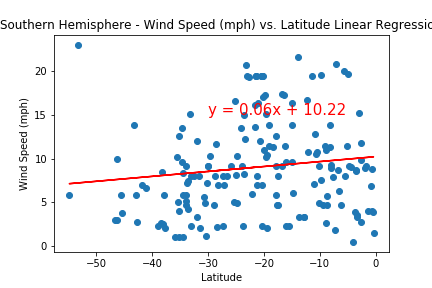 Southern Hemisphere - Wind Speed (mph) vs. Latitude Linear Regressio
20
15
10
5
0
Wind Speed (mph)
y = 0.06x + 10.22
−50 −40 −30 −20 −10 0
Latitude